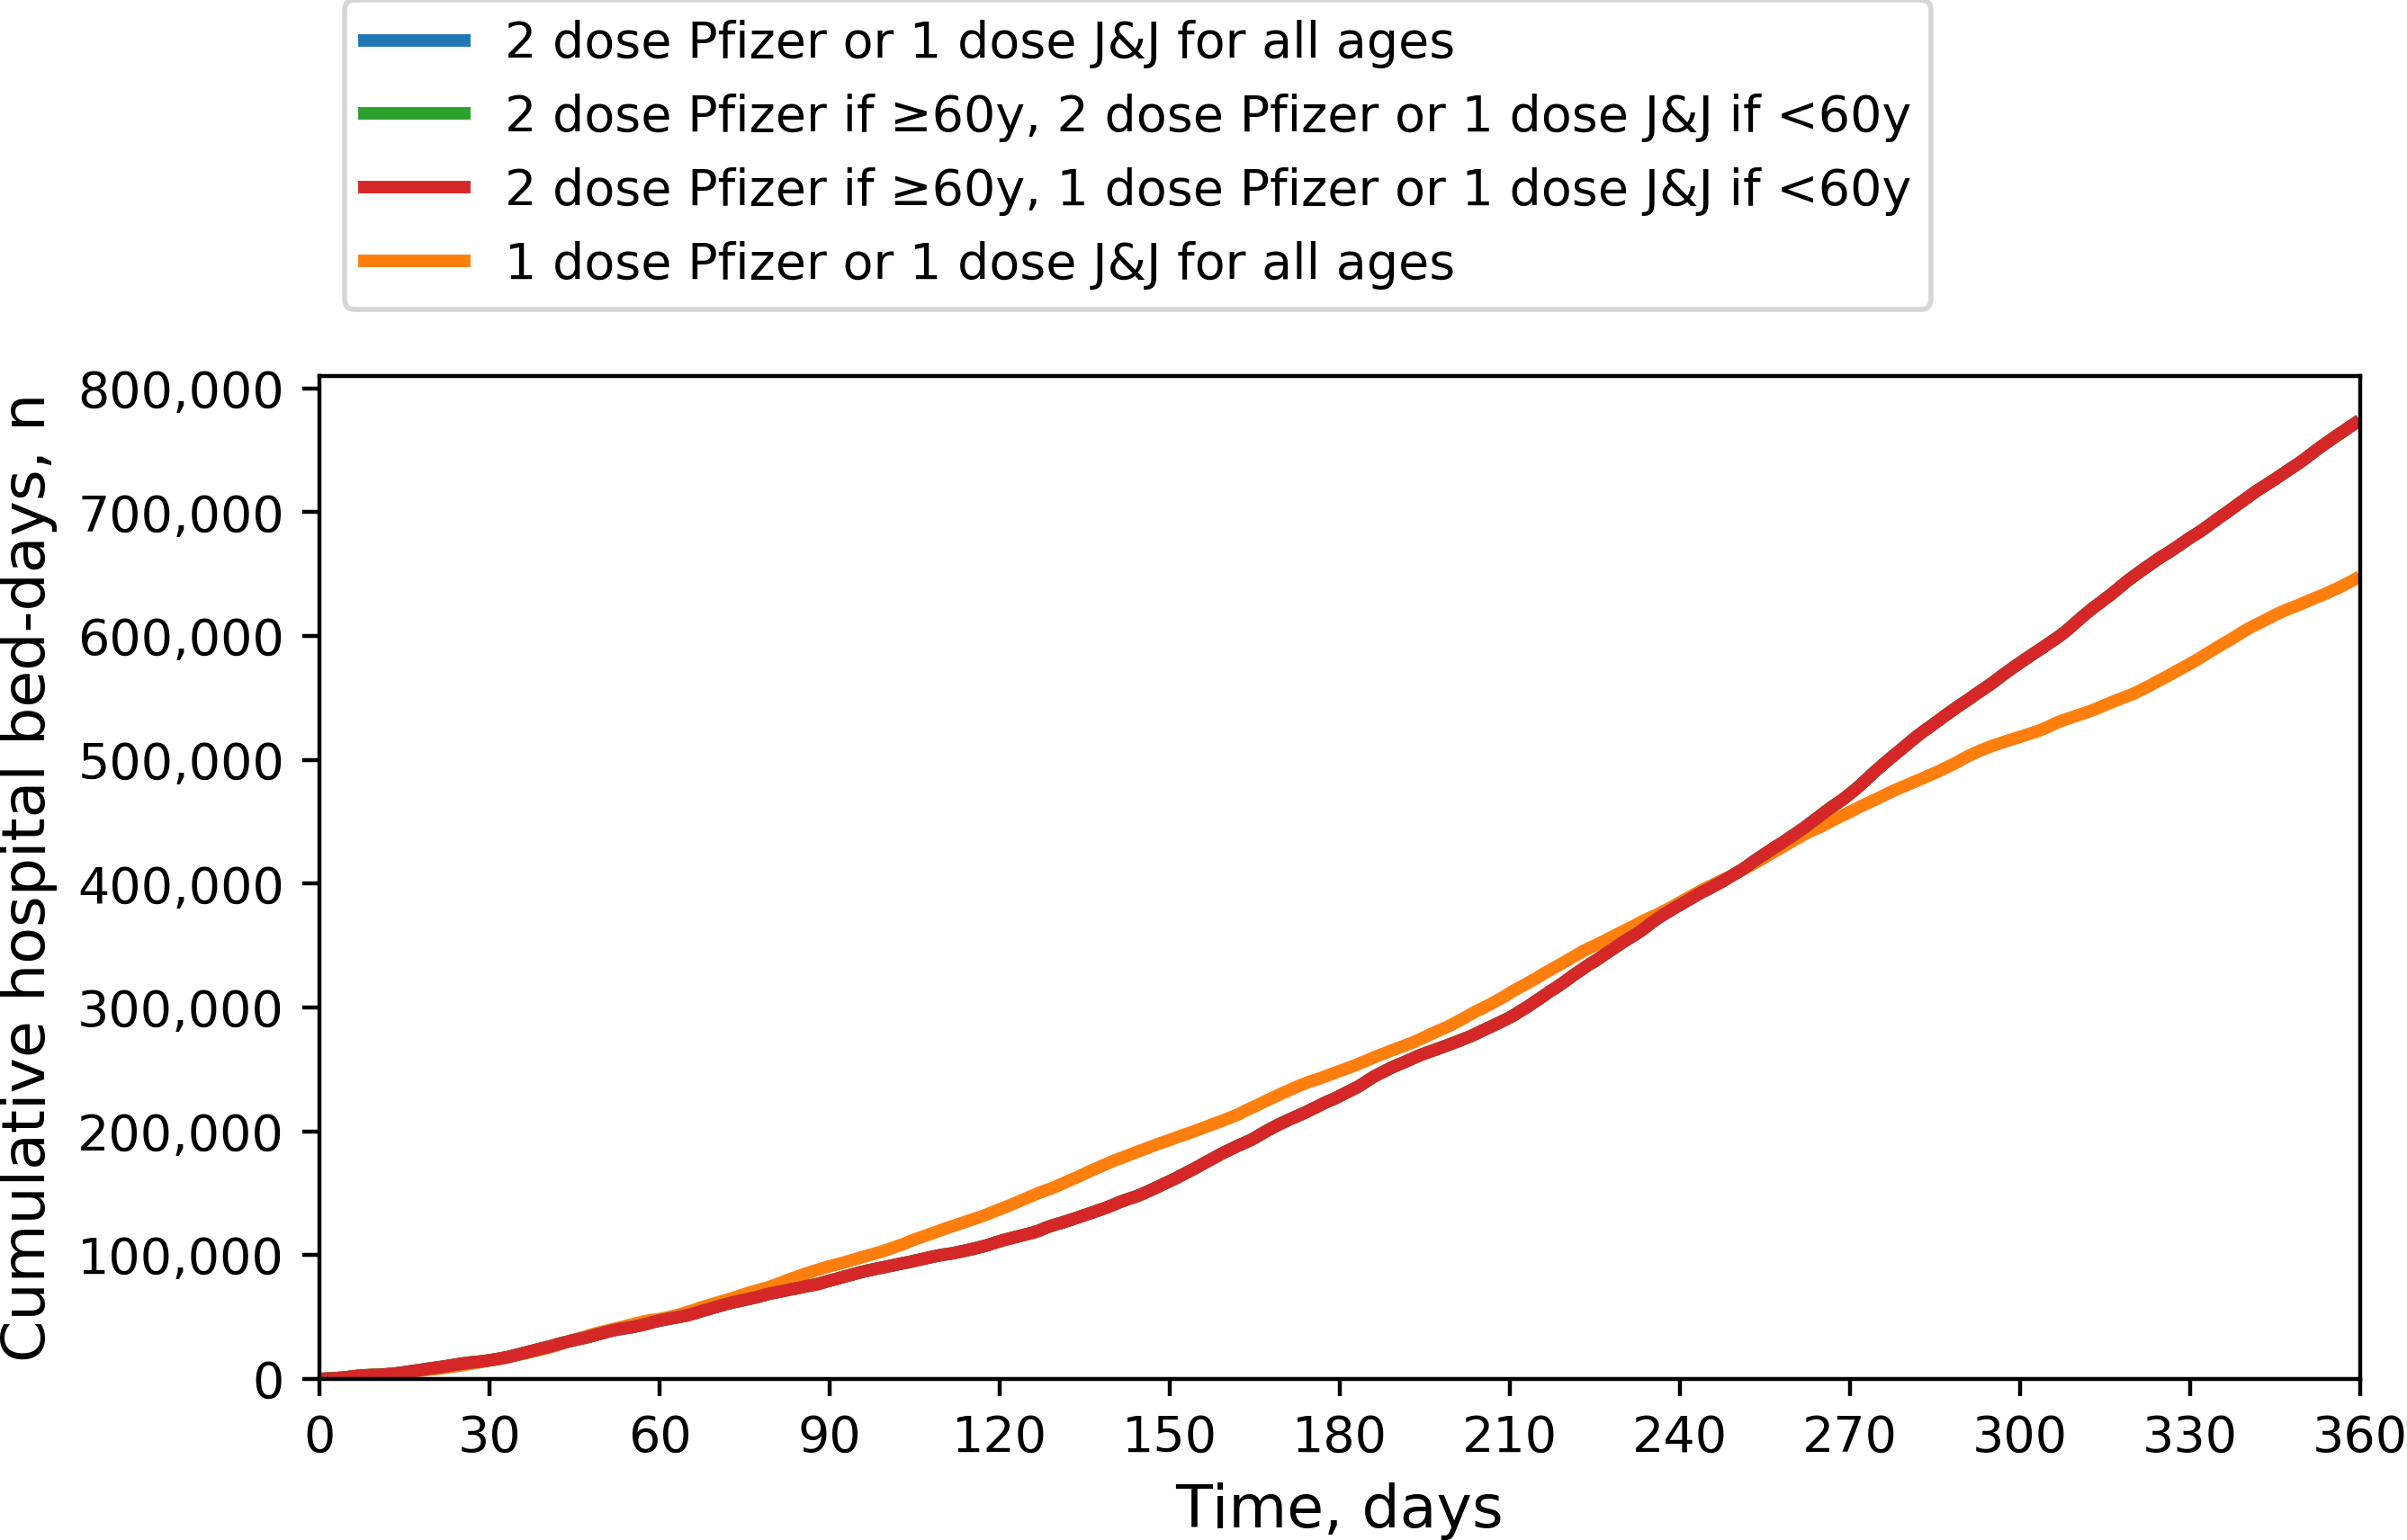 2 dose Pfizer or 1 dose J&J for all ages
2 dose Pfizer if ≥60y, 2 dose Pfizer or 1 dose J&J if <60y
2 dose Pfizer if ≥60y, 1 dose Pfizer or 1 dose J&J if <60y
1 dose Pfizer or 1 dose J&J for all ages
Cumulative hospital bed-days, n
800,000
700,000
600,000
500,000
400,000
300,000
200,000
100,000
0
0 30 60 90 120 150 180 210 240 270 300 330 360
Time, days